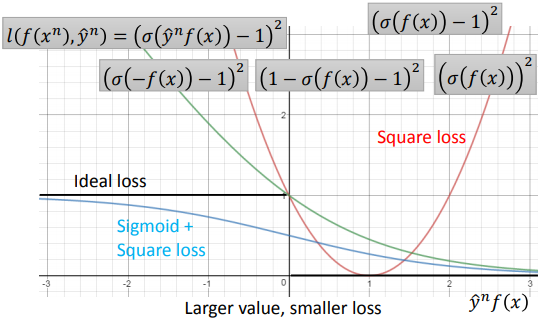 l(f(xⁿ), ŷⁿ) = (σ(ŷⁿf(x)) − 1)²
(σ(f(x)) − 1)²
(σ(−f(x)) − 1)²
(1 − σ(f(x)) − 1)²
(σ(f(x)))²
2
Square loss
Ideal loss
1
Sigmoid +
Square loss
-3 -2 -1 0 1 2 3
Larger value, smaller loss
ŷⁿf(x)